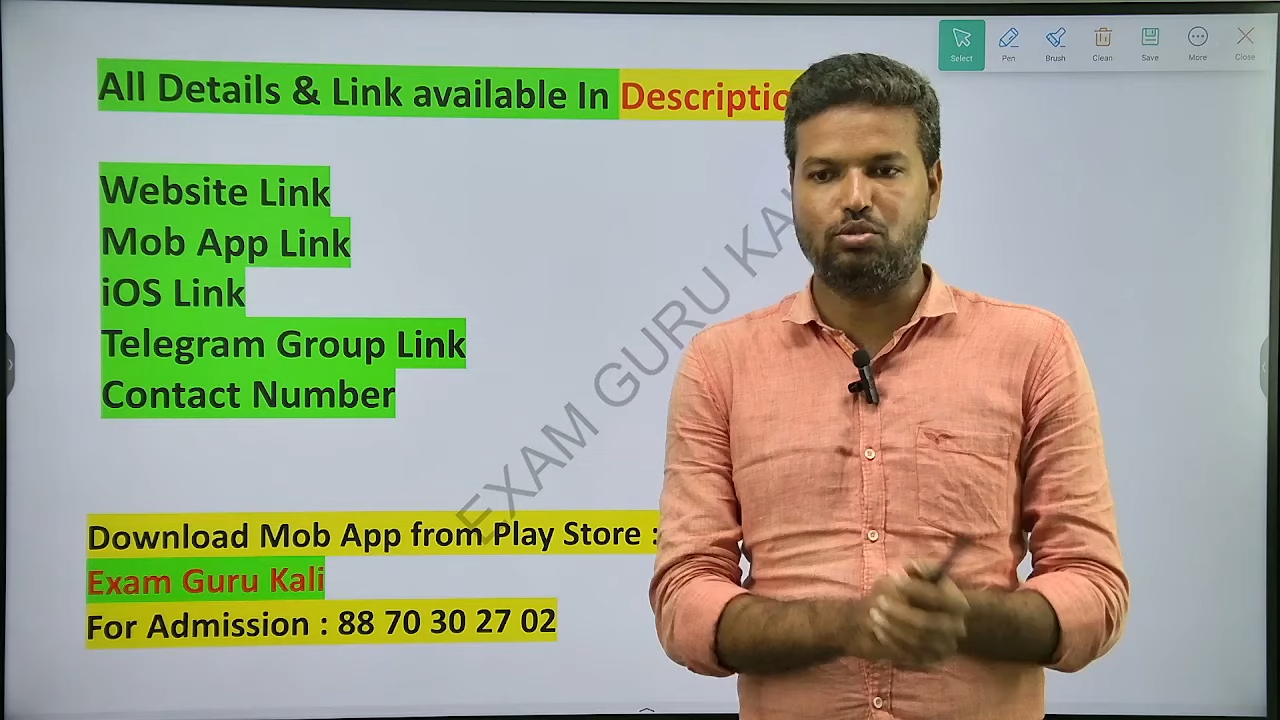 All Details & Link available In Descriptio
Select Pen Brush Clean Save More Close
Website Link
Mob App Link
iOS Link
Telegram Group Link
Contact Number
EXAM GURU KAL
Download Mob App from Play Store :
Exam Guru Kali
For Admission : 88 70 30 27 02